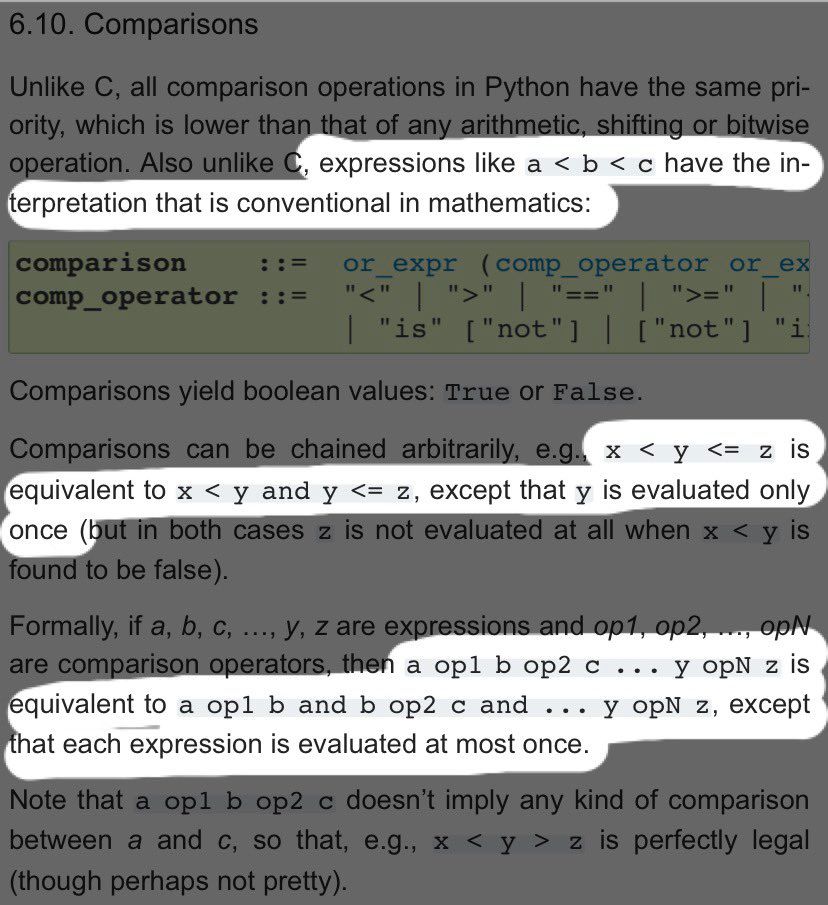 6.10. Comparisons
Unlike C, all comparison operations in Python have the same pri-
ority, which is lower than that of any arithmetic, shifting or bitwise
operation. Also unlike C, expressions like a < b < c have the in-
terpretation that is conventional in mathematics:
comparison ::= or_expr (comp_operator or_ex
comp_operator ::= "<" | ">" | "==" | ">=" | "
| "is" ["not"] | ["not"] "i
Comparisons yield boolean values: True or False.
Comparisons can be chained arbitrarily, e.g., x < y <= z is
equivalent to x < y and y <= z, except that y is evaluated only
once (but in both cases z is not evaluated at all when x < y is
found to be false).
Formally, if a, b, c, …, y, z are expressions and op1, op2, …, opN
are comparison operators, then a op1 b op2 c ... y opN z is
equivalent to a op1 b and b op2 c and ... y opN z, except
that each expression is evaluated at most once.
Note that a op1 b op2 c doesn’t imply any kind of comparison
between a and c, so that, e.g., x < y > z is perfectly legal
(though perhaps not pretty).